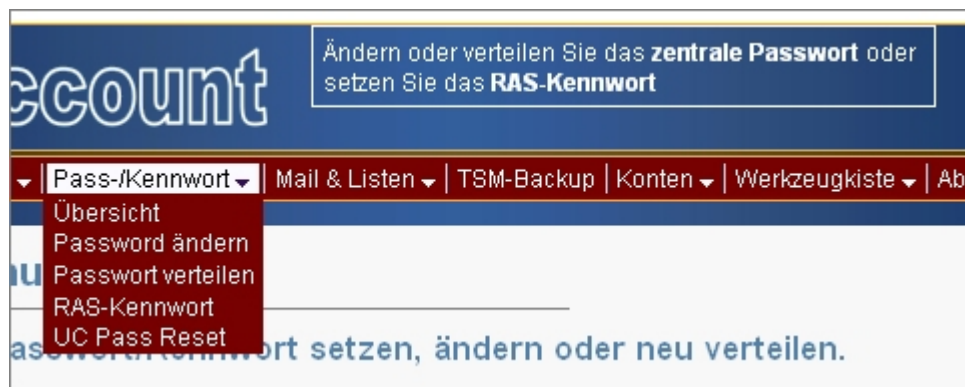 Ändern oder verteilen Sie das zentrale Passwort oder
setzen Sie das RAS-Kennwort
ccount
Pass-/Kennwort | Mail & Listen | TSM-Backup | Konten | Werkzeugkiste | Ab
Übersicht
Password ändern
Passwort verteilen
RAS-Kennwort
UC Pass Reset
setzen, ändern oder neu verteilen.